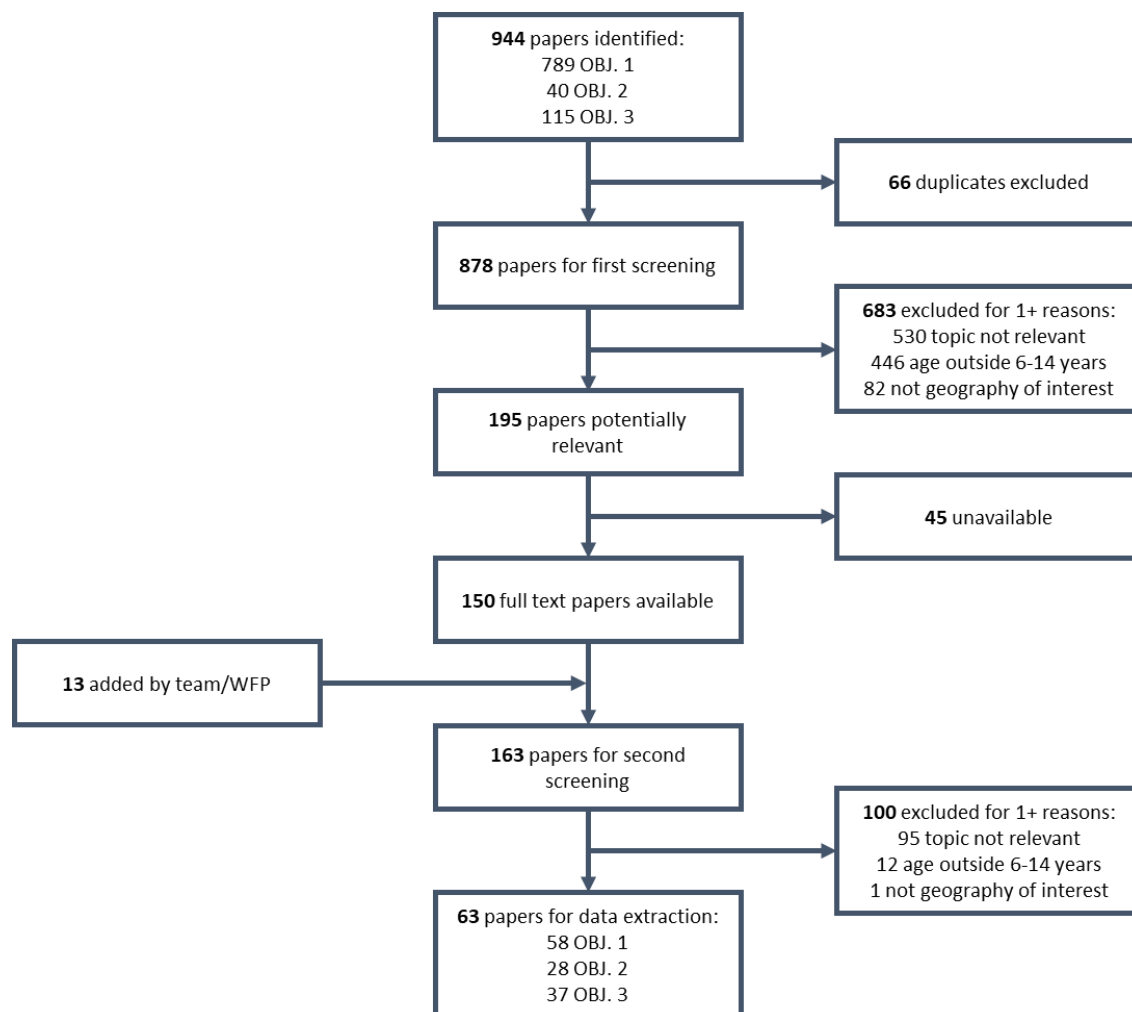 944 papers identified:
789 OBJ. 1
40 OBJ. 2
115 OBJ. 3
66 duplicates excluded
878 papers for first screening
683 excluded for 1+ reasons:
530 topic not relevant
446 age outside 6-14 years
82 not geography of interest
195 papers potentially
relevant
45 unavailable
150 full text papers available
13 added by team/WFP
163 papers for second
screening
100 excluded for 1+ reasons:
95 topic not relevant
12 age outside 6-14 years
1 not geography of interest
63 papers for data extraction:
58 OBJ. 1
28 OBJ. 2
37 OBJ. 3